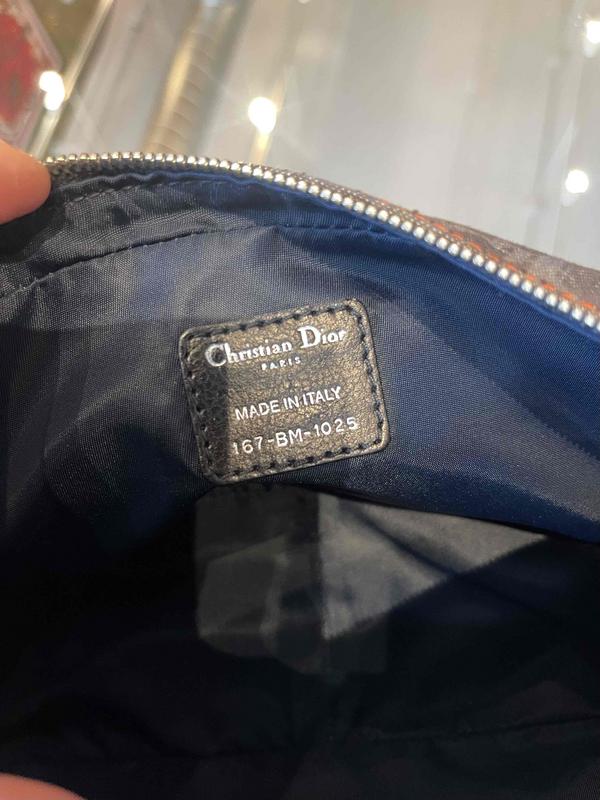 Christian Dior
PARIS
MADE IN ITALY
167-BM-1025